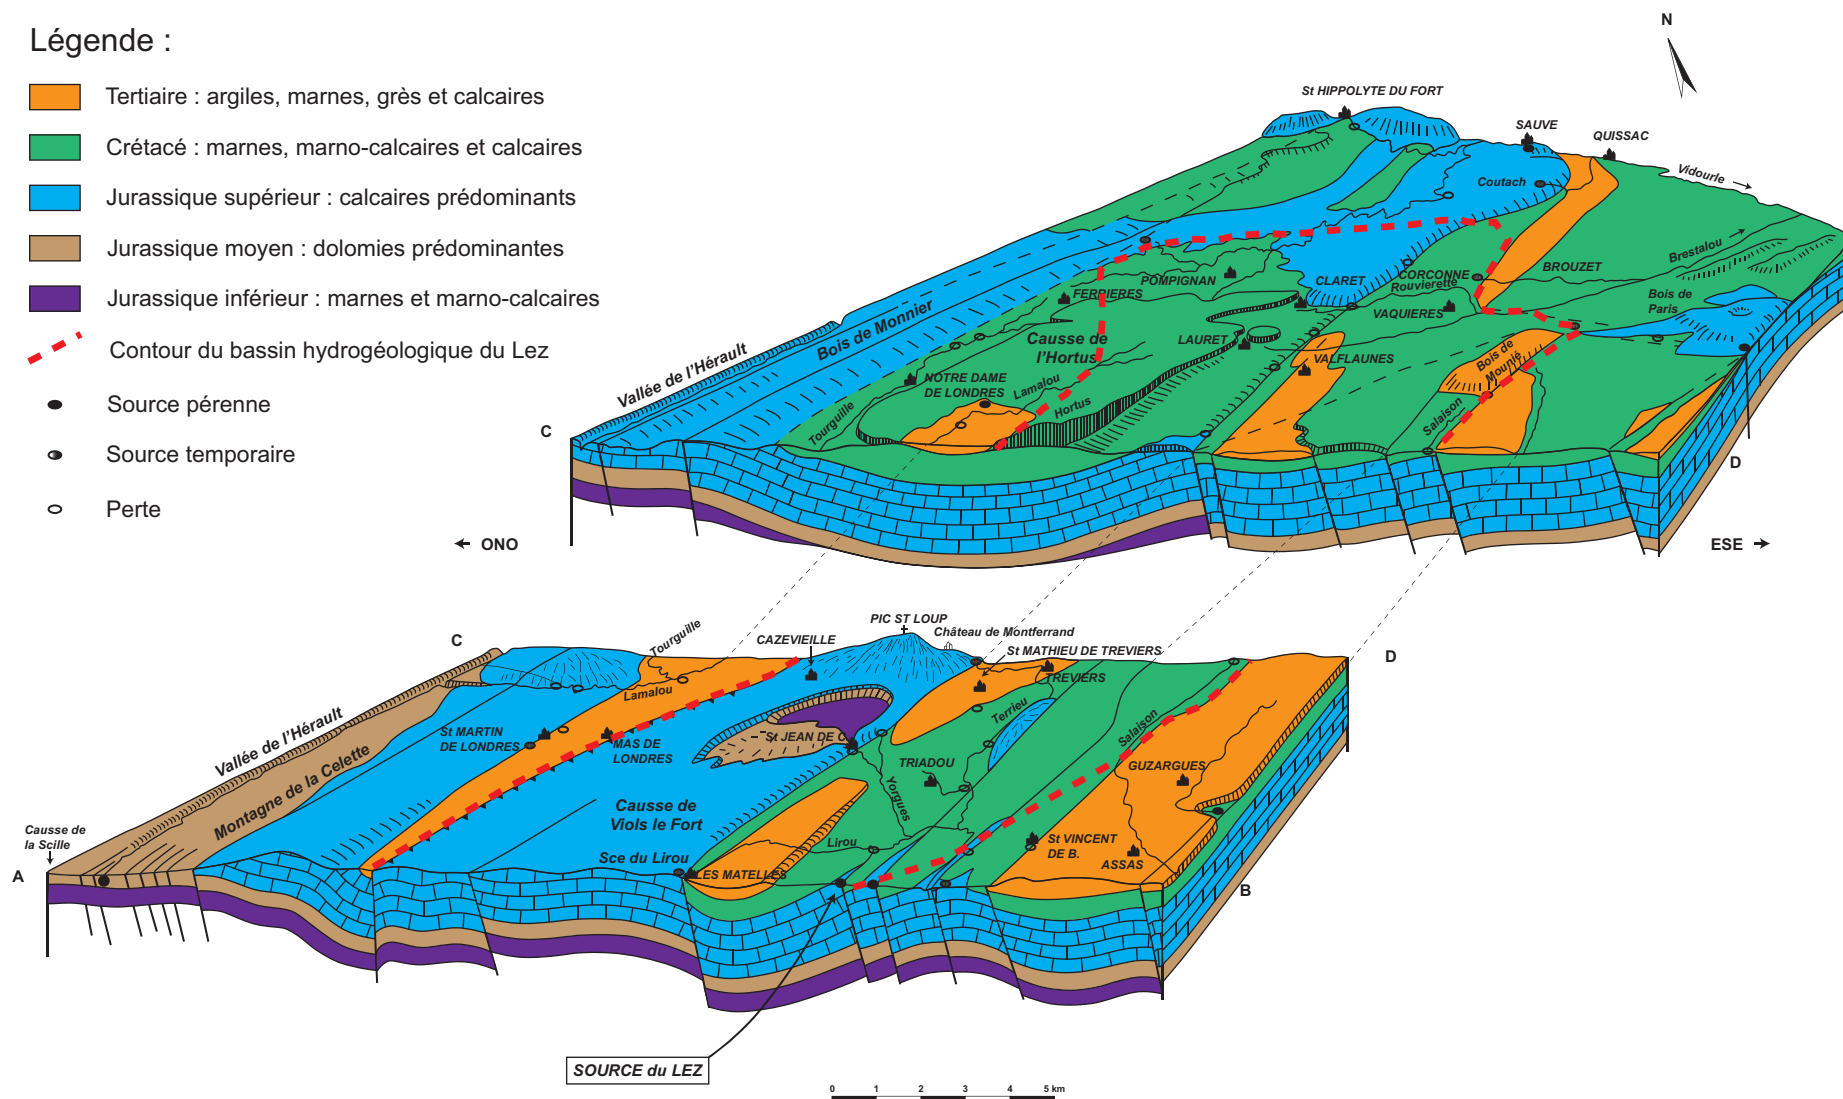 Légende :
Tertiaire : argiles, marnes, grès et calcaires
Crétacé : marnes, marno-calcaires et calcaires
Jurassique supérieur : calcaires prédominants
Jurassique moyen : dolomies prédominantes
Jurassique inférieur : marnes et marno-calcaires
Contour du bassin hydrogéologique du Lez
Source pérenne
Source temporaire
Perte
N
St HIPPOLYTE DU FORT
SAUVE
QUISSAC
Vidourle
Coutach
Brestalou
BROUZET
CORCONNE
Rouvierette
CLARET
POMPIGNAN
FERRIERES
Bois de
Paris
VAQUIERES
Bois de Monnier
Vallée de l'Hérault
Causse de
l'Hortus
LAURET
VALFLAUNES
Bois de
Mounié
NOTRE DAME
DE LONDRES
Lamalou
Hortus
Tourguille
Salaison
C
D
ONO
ESE
PIC ST LOUP
Château de Montferrand
CAZEVIEILLE
St MATHIEU DE TREVIERS
TREVIERS
Tourguille
C
D
Lamalou
Terrieu
Salaison
Vallée de l'Hérault
Montagne de la Celette
St MARTIN
DE LONDRES
MAS DE
LONDRES
St JEAN DE C
TRIADOU
GUZARGUES
Yorgues
Causse de
Viols le Fort
Causse de
la Scille
Lirou
St VINCENT
DE B.
ASSAS
Sce du Lirou
LES MATELLES
A
B
SOURCE du LEZ
0 1 2 3 4 5 km